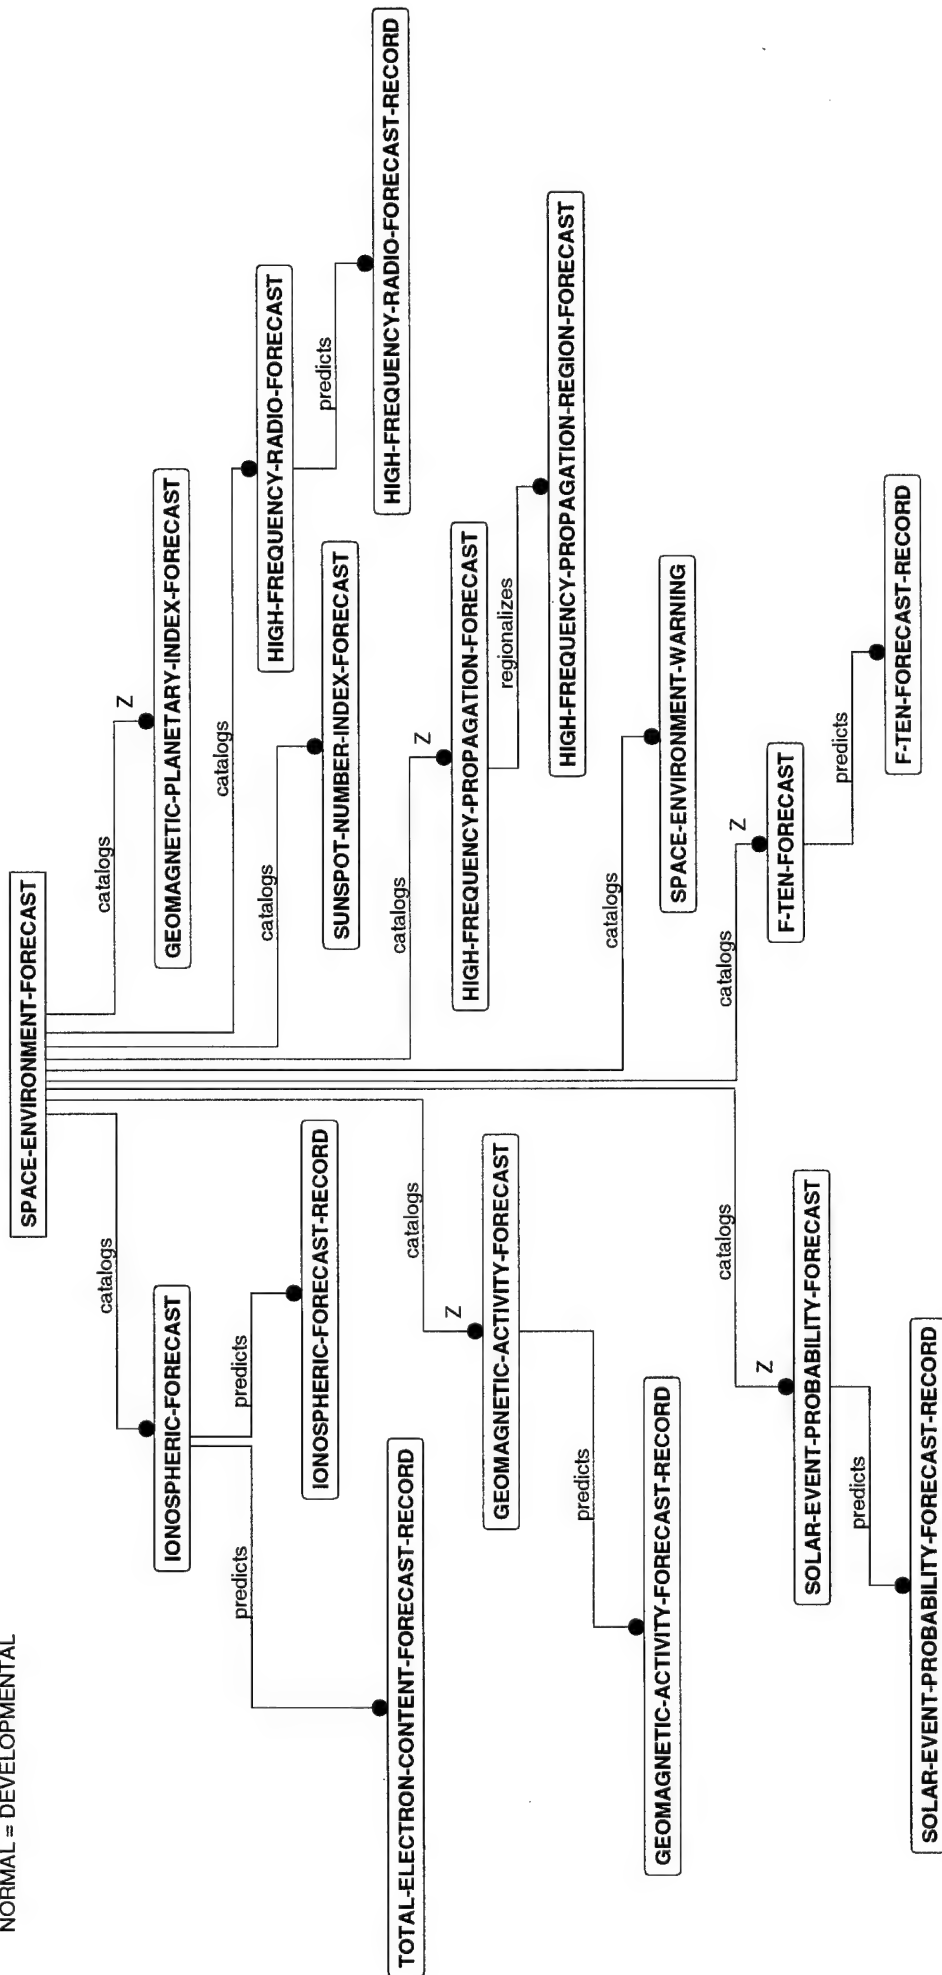 NORMAL = DEVELOPMENTAL
SPACE-ENVIRONMENT-FORECAST
catalogs
catalogs
Z
IONOSPHERIC-FORECAST
GEOMAGNETIC-PLANETARY-INDEX-FORECAST
catalogs
predicts
predicts
catalogs
HIGH-FREQUENCY-RADIO-FORECAST
IONOSPHERIC-FORECAST-RECORD
predicts
SUNSPOT-NUMBER-INDEX-FORECAST
HIGH-FREQUENCY-RADIO-FORECAST-RECORD
catalogs
TOTAL-ELECTRON-CONTENT-FORECAST-RECORD
catalogs
Z
Z
HIGH-FREQUENCY-PROPAGATION-FORECAST
GEOMAGNETIC-ACTIVITY-FORECAST
regionalizes
HIGH-FREQUENCY-PROPAGATION-REGION-FORECAST
predicts
catalogs
GEOMAGNETIC-ACTIVITY-FORECAST-RECORD
SPACE-ENVIRONMENT-WARNING
catalogs
catalogs
Z
Z
F-TEN-FORECAST
SOLAR-EVENT-PROBABILITY-FORECAST
predicts
predicts
F-TEN-FORECAST-RECORD
SOLAR-EVENT-PROBABILITY-FORECAST-RECORD